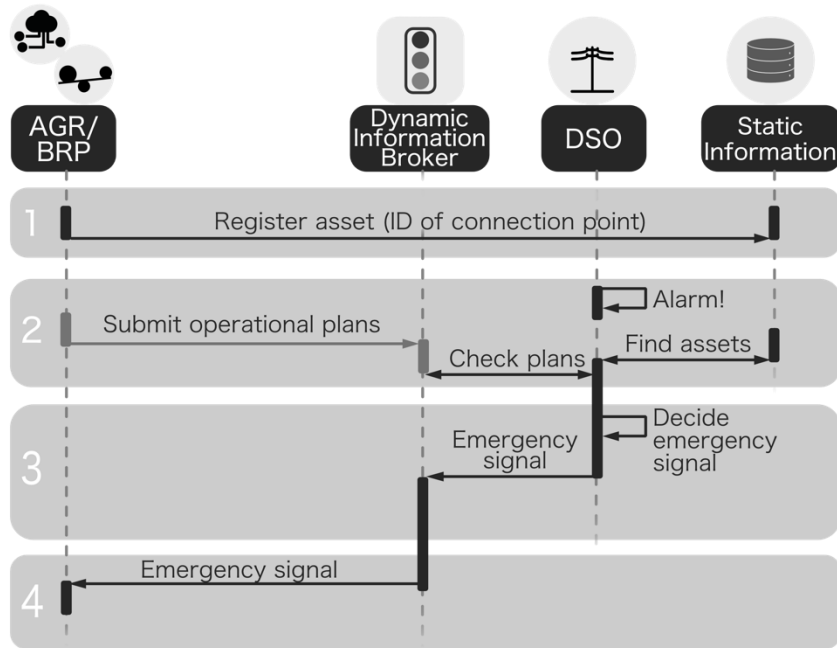 AGR/
BRP
Dynamic
Information
Broker
DSO
Static
Information
1
Register asset (ID of connection point)
2
Alarm!
Submit operational plans
Find assets
Check plans
3
Decide
emergency
signal
Emergency
signal
4
Emergency signal